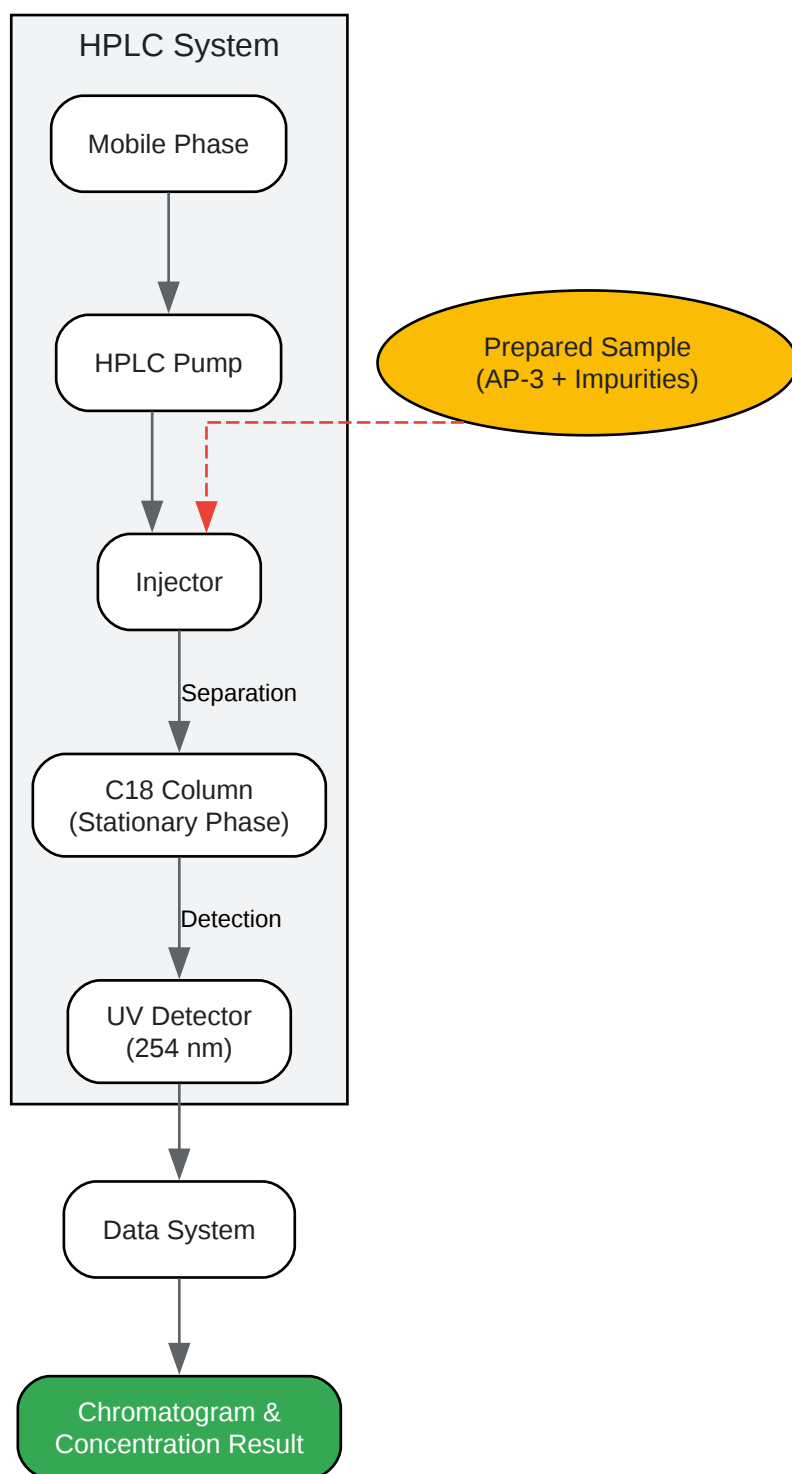 HPLC System
Mobile Phase
HPLC Pump
Prepared Sample
(AP-3 + Impurities)
Injector
Separation
C18 Column
(Stationary Phase)
Detection
UV Detector
(254 nm)
Data System
Chromatogram &
Concentration Result